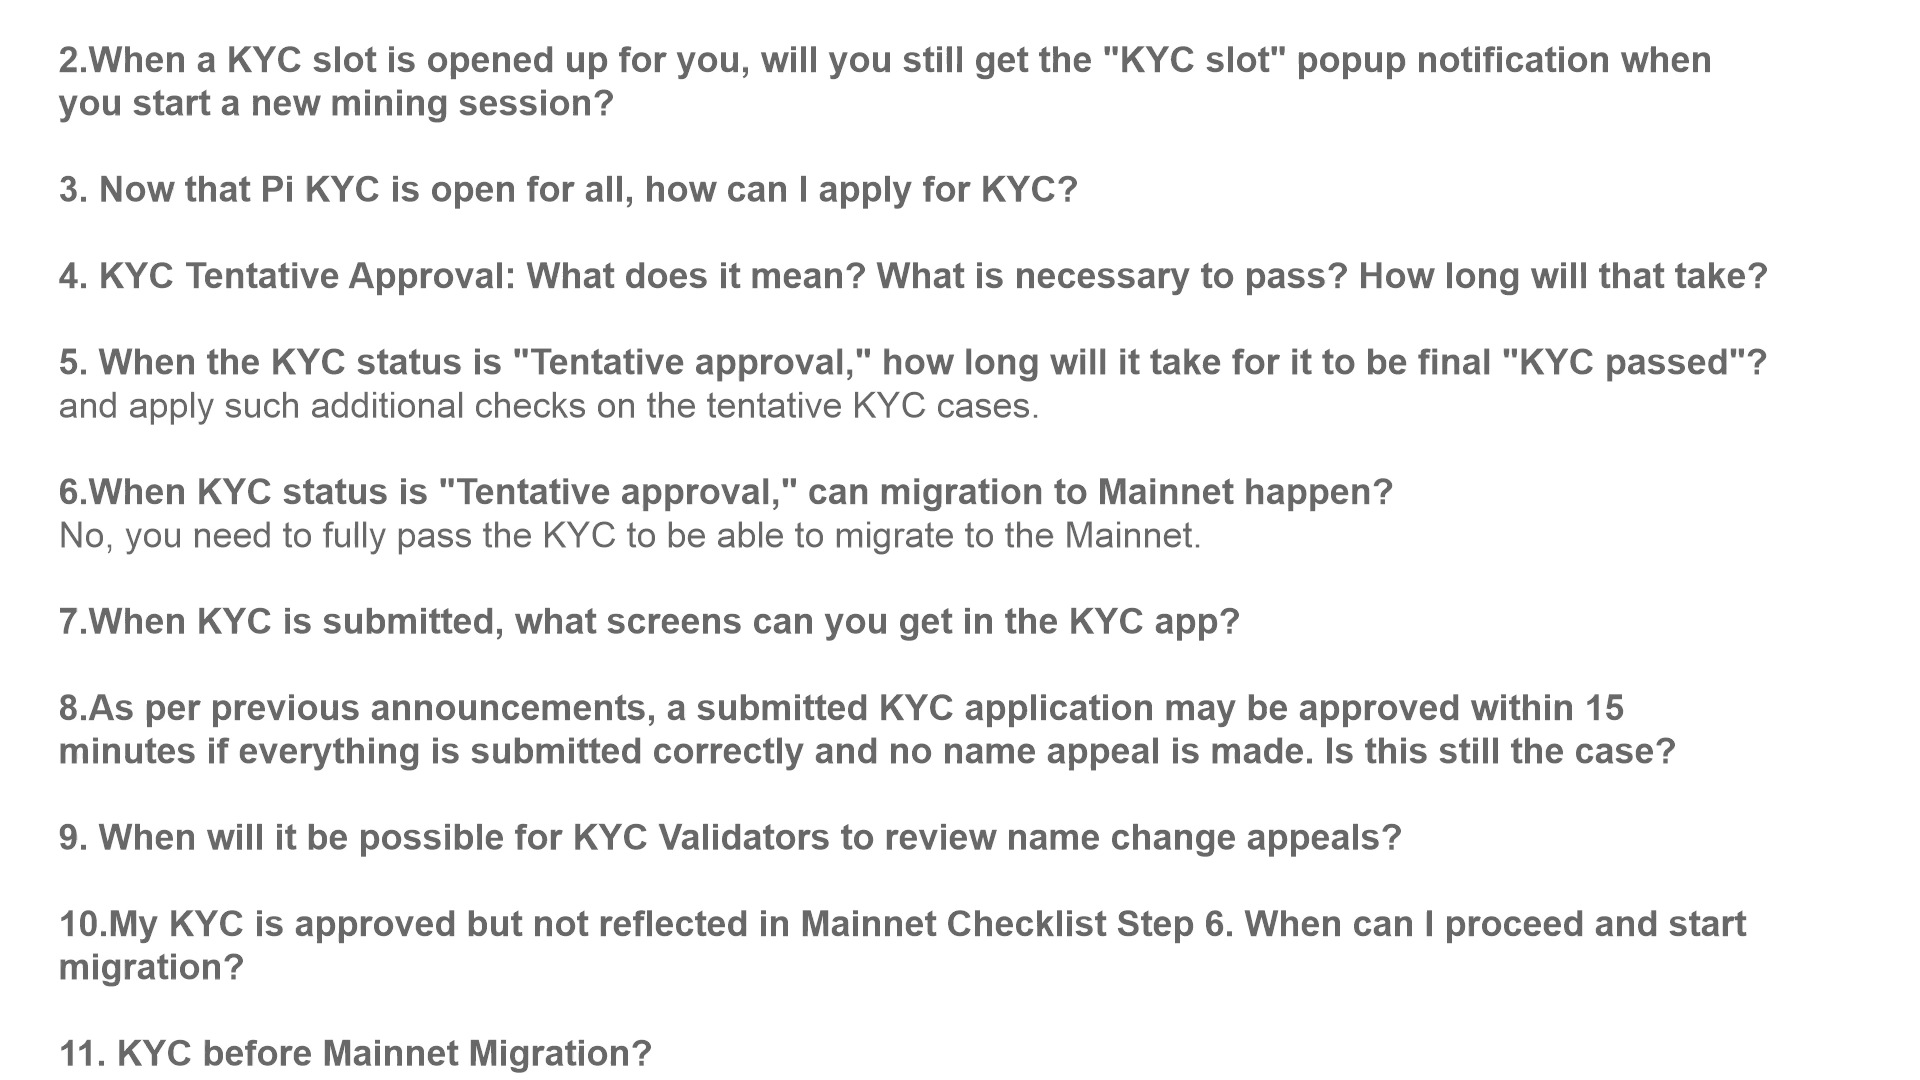 2.When a KYC slot is opened up for you, will you still get the "KYC slot" popup notification when
you start a new mining session?
3. Now that Pi KYC is open for all, how can I apply for KYC?
4. KYC Tentative Approval: What does it mean? What is necessary to pass? How long will that take?
5. When the KYC status is "Tentative approval," how long will it take for it to be final "KYC passed"?
and apply such additional checks on the tentative KYC cases.
6.When KYC status is "Tentative approval," can migration to Mainnet happen?
No, you need to fully pass the KYC to be able to migrate to the Mainnet.
7.When KYC is submitted, what screens can you get in the KYC app?
8.As per previous announcements, a submitted KYC application may be approved within 15
minutes if everything is submitted correctly and no name appeal is made. Is this still the case?
9. When will it be possible for KYC Validators to review name change appeals?
10.My KYC is approved but not reflected in Mainnet Checklist Step 6. When can I proceed and start
migration?
11. KYC before Mainnet Migration?